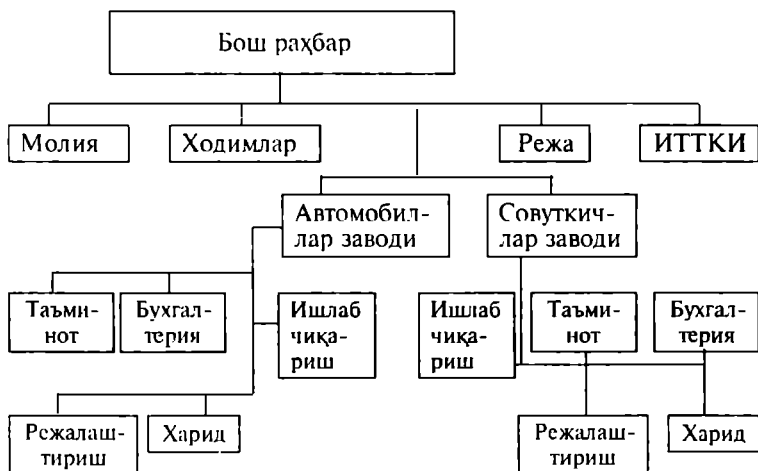 Бош раҳбар
Молия
Ходимлар
Режа
ИТТКИ
Автомобил-
лар заводи
Совуткич-
лар заводи
Таъми-
нот
Бухгал-
терия
Ишлаб
чиқа-
риш
Ишлаб
чиқа-
риш
Таъми-
нот
Бухгал-
терия
Режалаш-
тириш
Харид
Режалаш-
тириш
Харид